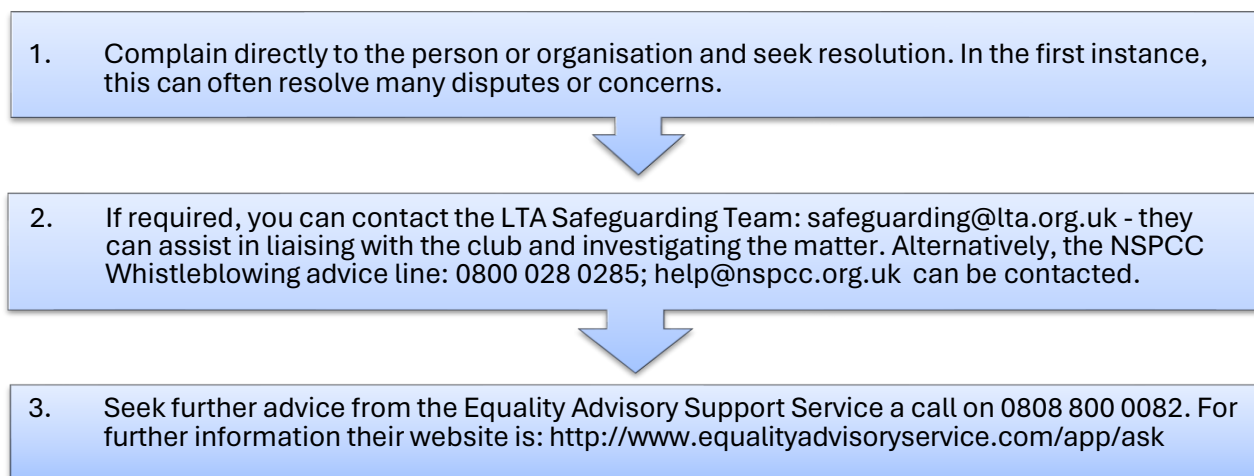 1. Complain directly to the person or organisation and seek resolution. In the first instance,
this can often resolve many disputes or concerns.
2. If required, you can contact the LTA Safeguarding Team: safeguarding@lta.org.uk - they
can assist in liaising with the club and investigating the matter. Alternatively, the NSPCC
Whistleblowing advice line: 0800 028 0285; help@nspcc.org.uk can be contacted.
3. Seek further advice from the Equality Advisory Support Service a call on 0808 800 0082. For
further information their website is: http://www.equalityadvisoryservice.com/app/ask